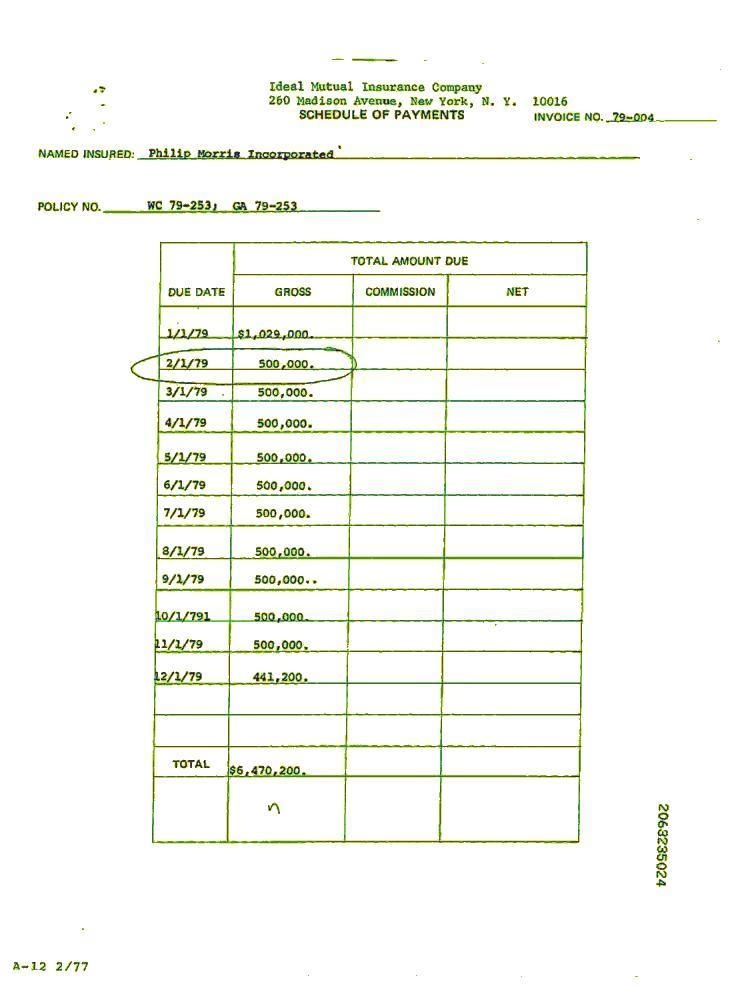 Ideal Mutual Insurance Company
260 Madison Avenue, New York, N. Y. 10016
SCHEDULE OF PAYMENTS
INVOICE NO. 79-004
NAMED INSURED: Philip Morris Incorporated
POLICY NO. WC 79-253; GA 79-253
TOTAL AMOUNT DUE
DUE DATE GROSS COMMISSION NET
1/1/79 $1,029,000.
2/1/79 500,000.
3/1/79 500,000.
4/1/79 500,000.
5/1/79 500,000.
6/1/79 500,000.
7/1/79 500,000.
8/1/79 500,000.
9/1/79 500,000..
10/1/791 500,000.
11/1/79 500,000.
12/1/79 441,200.
TOTAL $6,470,200.
2063235024
A-12 2/77